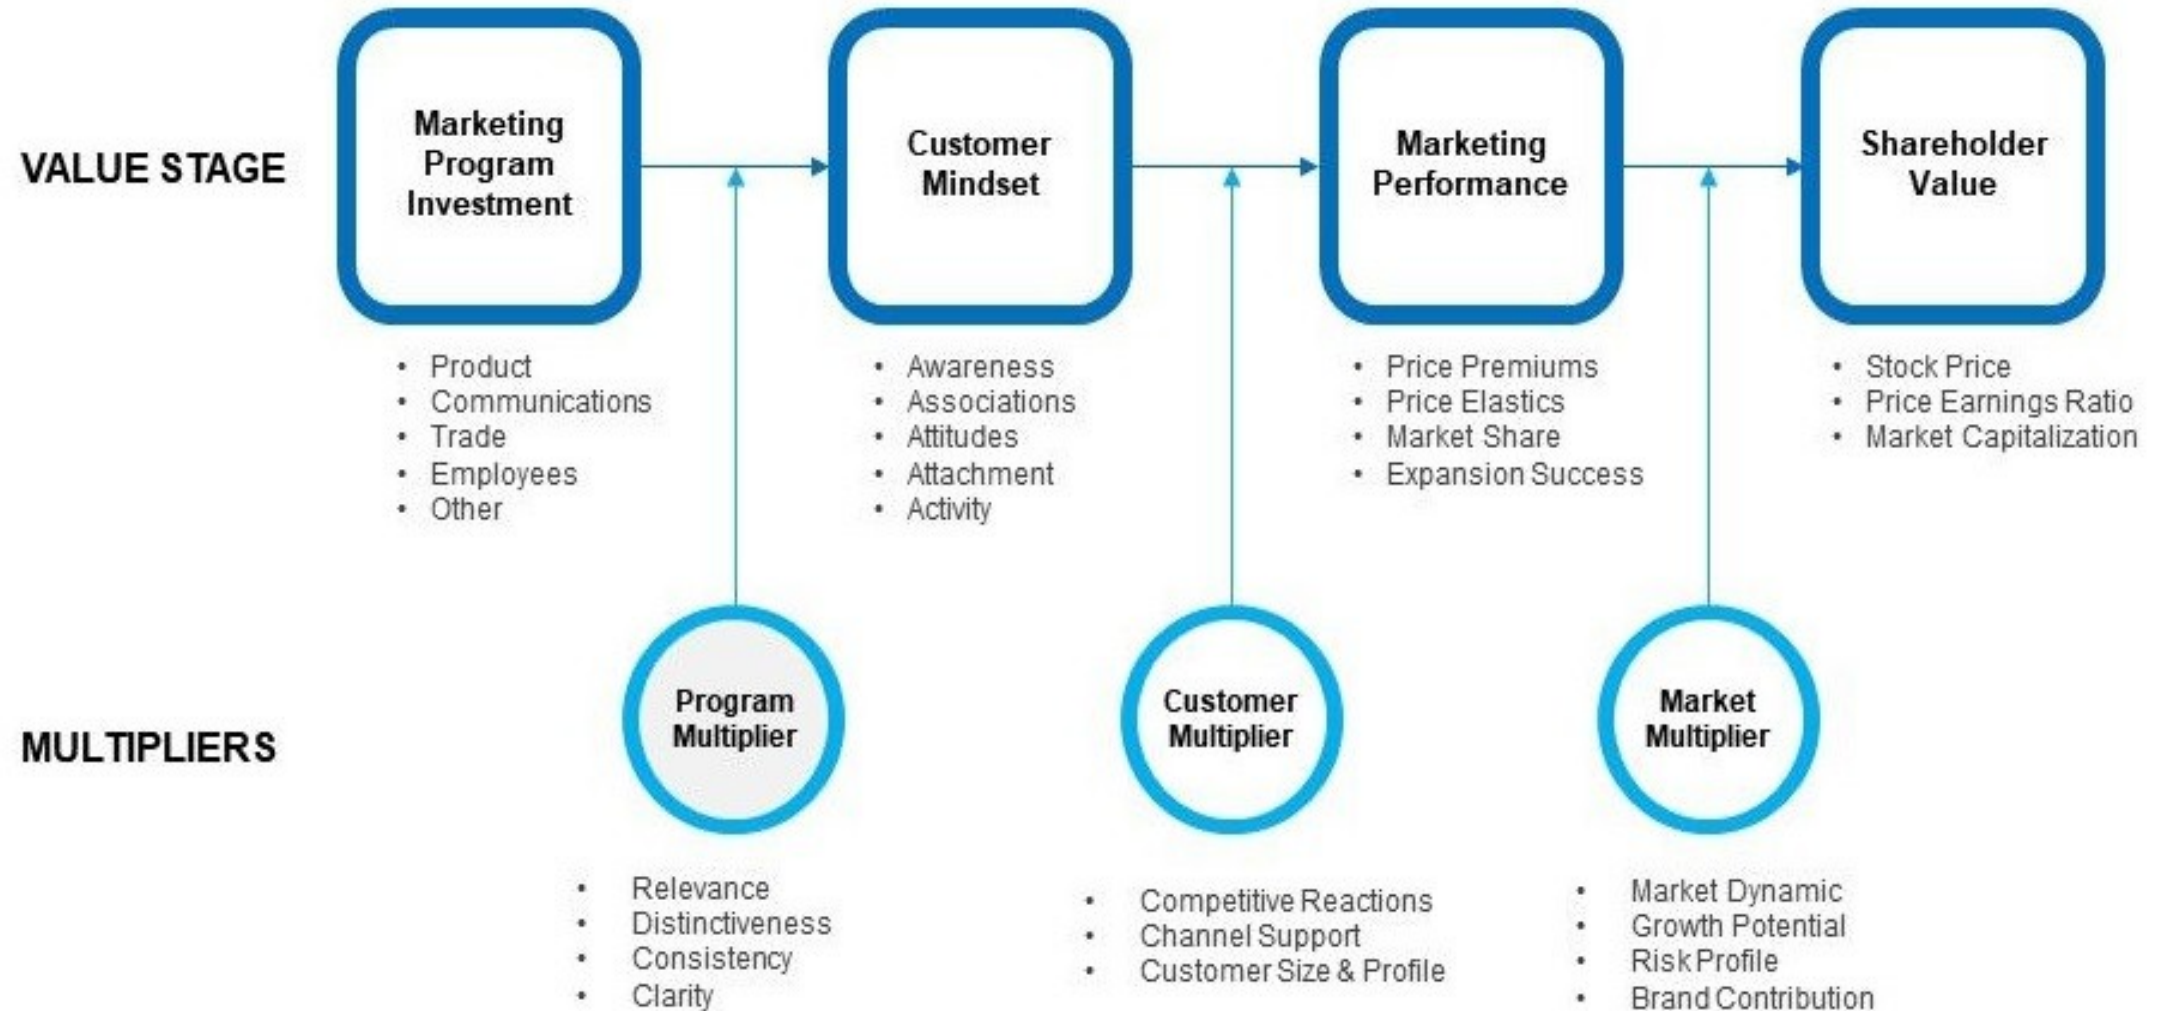 VALUE STAGE
Marketing
Program
Investment
Customer
Mindset
Marketing
Performance
Shareholder
Value
• Product
• Communications
• Trade
• Employees
• Other
• Awareness
• Associations
• Attitudes
• Attachment
• Activity
• Price Premiums
• Price Elastics
• Market Share
• Expansion Success
• Stock Price
• Price Earnings Ratio
• Market Capitalization
MULTIPLIERS
Program
Multiplier
Customer
Multiplier
Market
Multiplier
• Relevance
• Distinctiveness
• Consistency
• Clarity
• Competitive Reactions
• Channel Support
• Customer Size & Profile
• Market Dynamic
• Growth Potential
• Risk Profile
• Brand Contribution